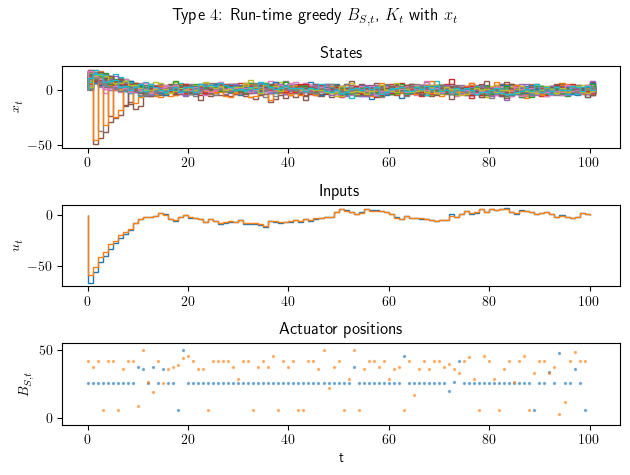 Type 4: Run-time greedy $B_{S,t}$, $K_t$ with $x_t$
States
$x_t$
0
−50
0 20 40 60 80 100
Inputs
$u_t$
0
−50
0 20 40 60 80 100
Actuator positions
$B_{S,t}$
50
0
0 20 40 60 80 100
t